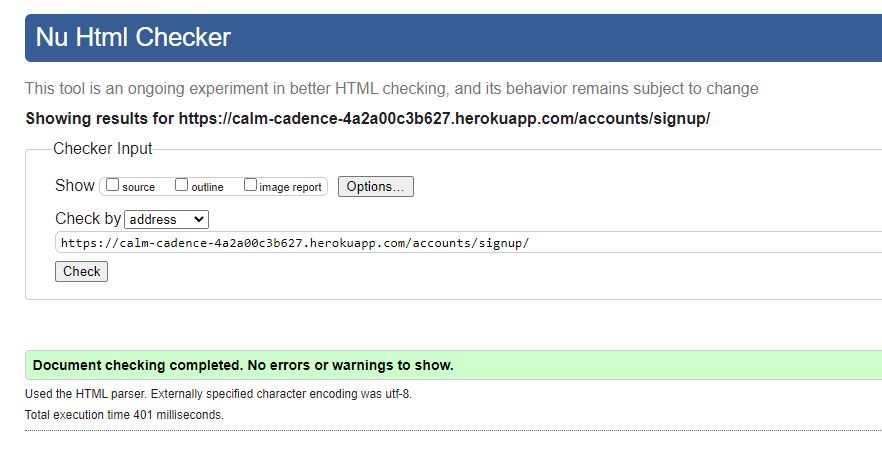 Nu Html Checker
This tool is an ongoing experiment in better HTML checking, and its behavior remains subject to change
Showing results for https://calm-cadence-4a2a00c3b627.herokuapp.com/accounts/signup/
Checker Input
Show source outline image report Options...
Check by address
https://calm-cadence-4a2a00c3b627.herokuapp.com/accounts/signup/
Check
Document checking completed. No errors or warnings to show.
Used the HTML parser. Externally specified character encoding was utf-8.
Total execution time 401 milliseconds.